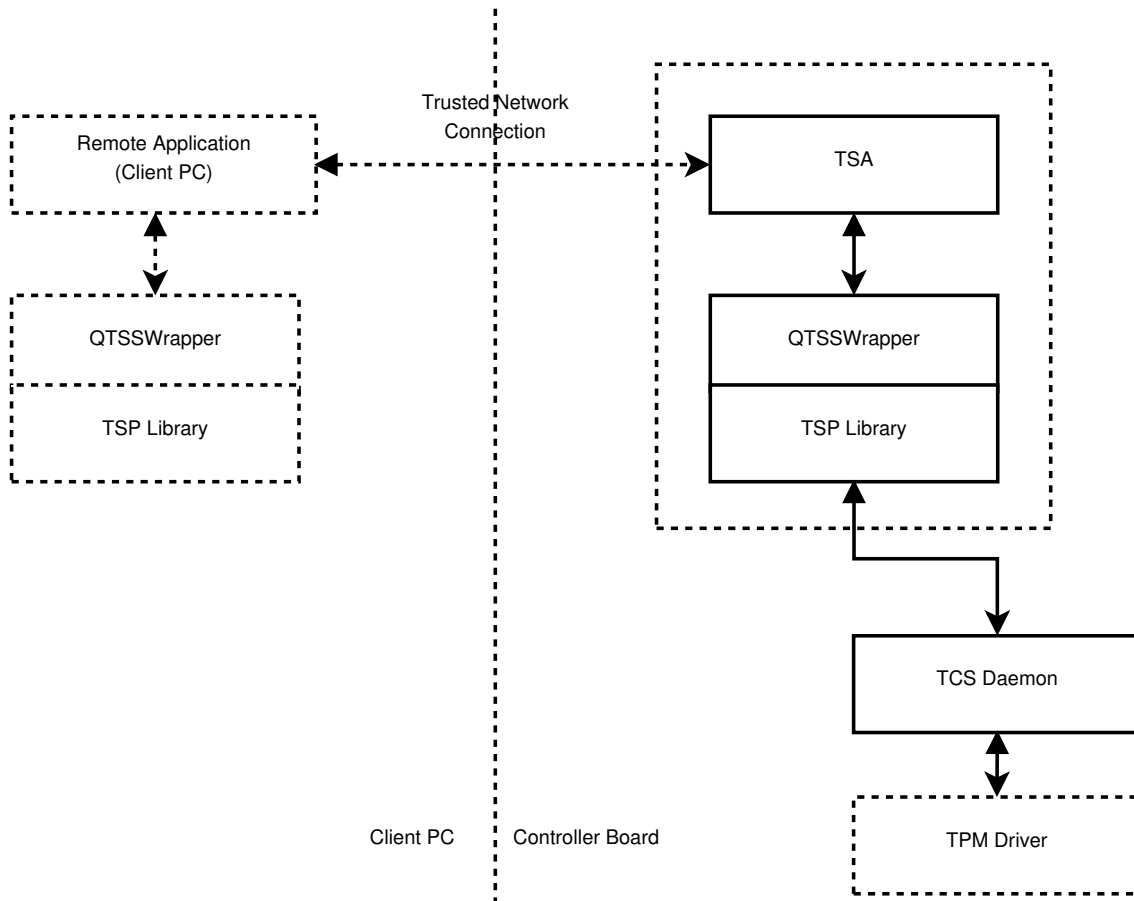 Trusted Network
Connection
Remote Application
(Client PC)
TSA
QTSSWrapper
TSP Library
QTSSWrapper
TSP Library
TCS Daemon
TPM Driver
Client PC
Controller Board